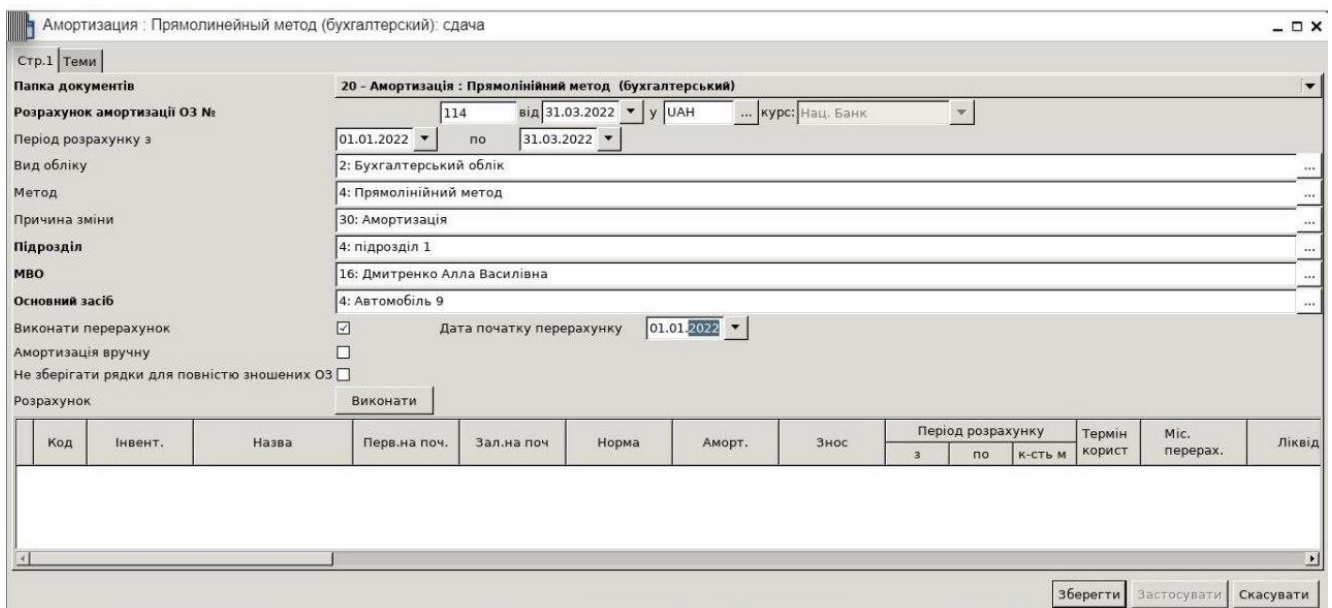 Амортизация : Прямолинейный метод (бухгалтерский): сдача
Стр.1 Теми
Папка документів 20 - Амортизація : Прямолінійний метод (бухгалтерський)
Розрахунок амортизації ОЗ № 114 від 31.03.2022 у UAH ... курс: Нац. Банк
Період розрахунку з 01.01.2022 по 31.03.2022
Вид обліку 2: Бухгалтерський облік ...
Метод 4: Прямолінійний метод ...
Причина зміни 30: Амортизація ...
Підрозділ 4: підрозділ 1 ...
МВО 16: Дмитренко Алла Василівна ...
Основний засіб 4: Автомобіль 9 ...
Виконати перерахунок Дата початку перерахунку 01.01.2022
Амортизація вручну
Не зберігати рядки для повністю зношених ОЗ
Розрахунок Виконати
Код Інвент. Назва Перв.на поч. Зал.на поч Норма Аморт. Знос Період розрахунку Термін корист Міс. перерах. Ліквід
з по к-сть м
Зберегти Застосувати Скасувати